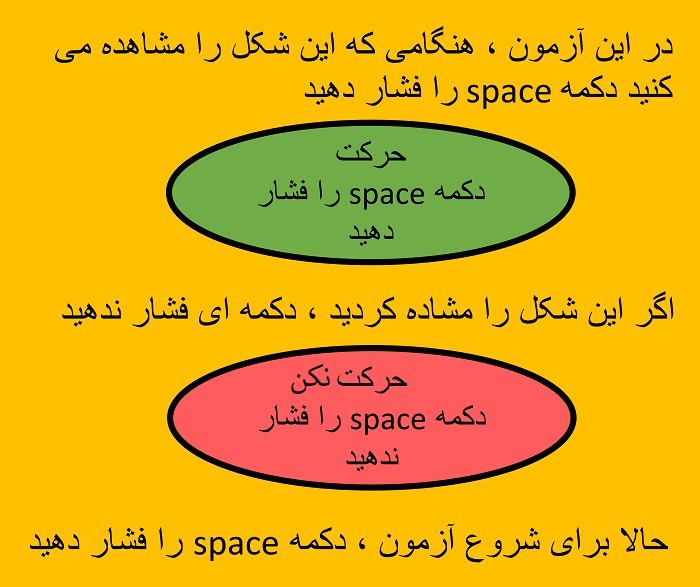 در این آزمون ، هنگامی که این شکل را مشاهده می
کنید دکمه space را فشار دهید
حرکت
دکمه space را فشار
دهید
اگر این شکل را مشاده کردید ، دکمه ای فشار ندهید
حرکت نکن
دکمه space را فشار
ندهید
حالا برای شروع آزمون ، دکمه space را فشار دهید